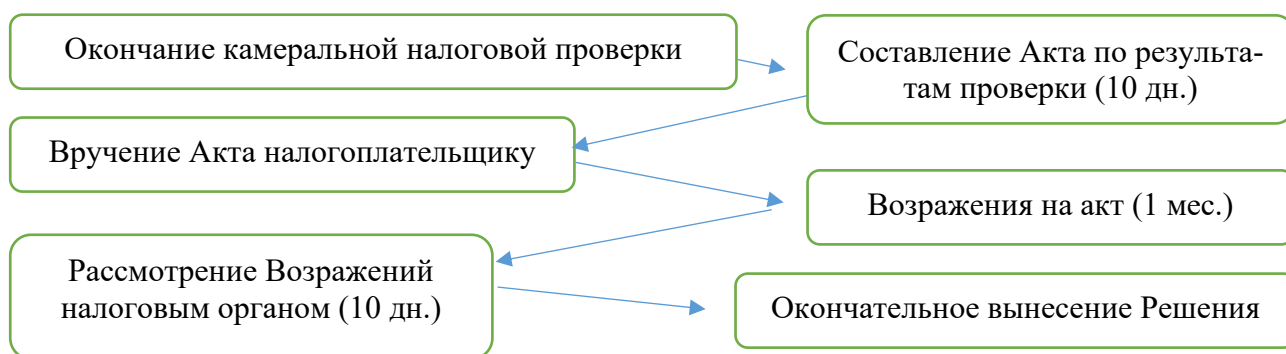 Окончание камеральной налоговой проверки
Составление Акта по результа-
там проверки (10 дн.)
Вручение Акта налогоплательщику
Возражения на акт (1 мес.)
Рассмотрение Возражений
налоговым органом (10 дн.)
Окончательное вынесение Решения